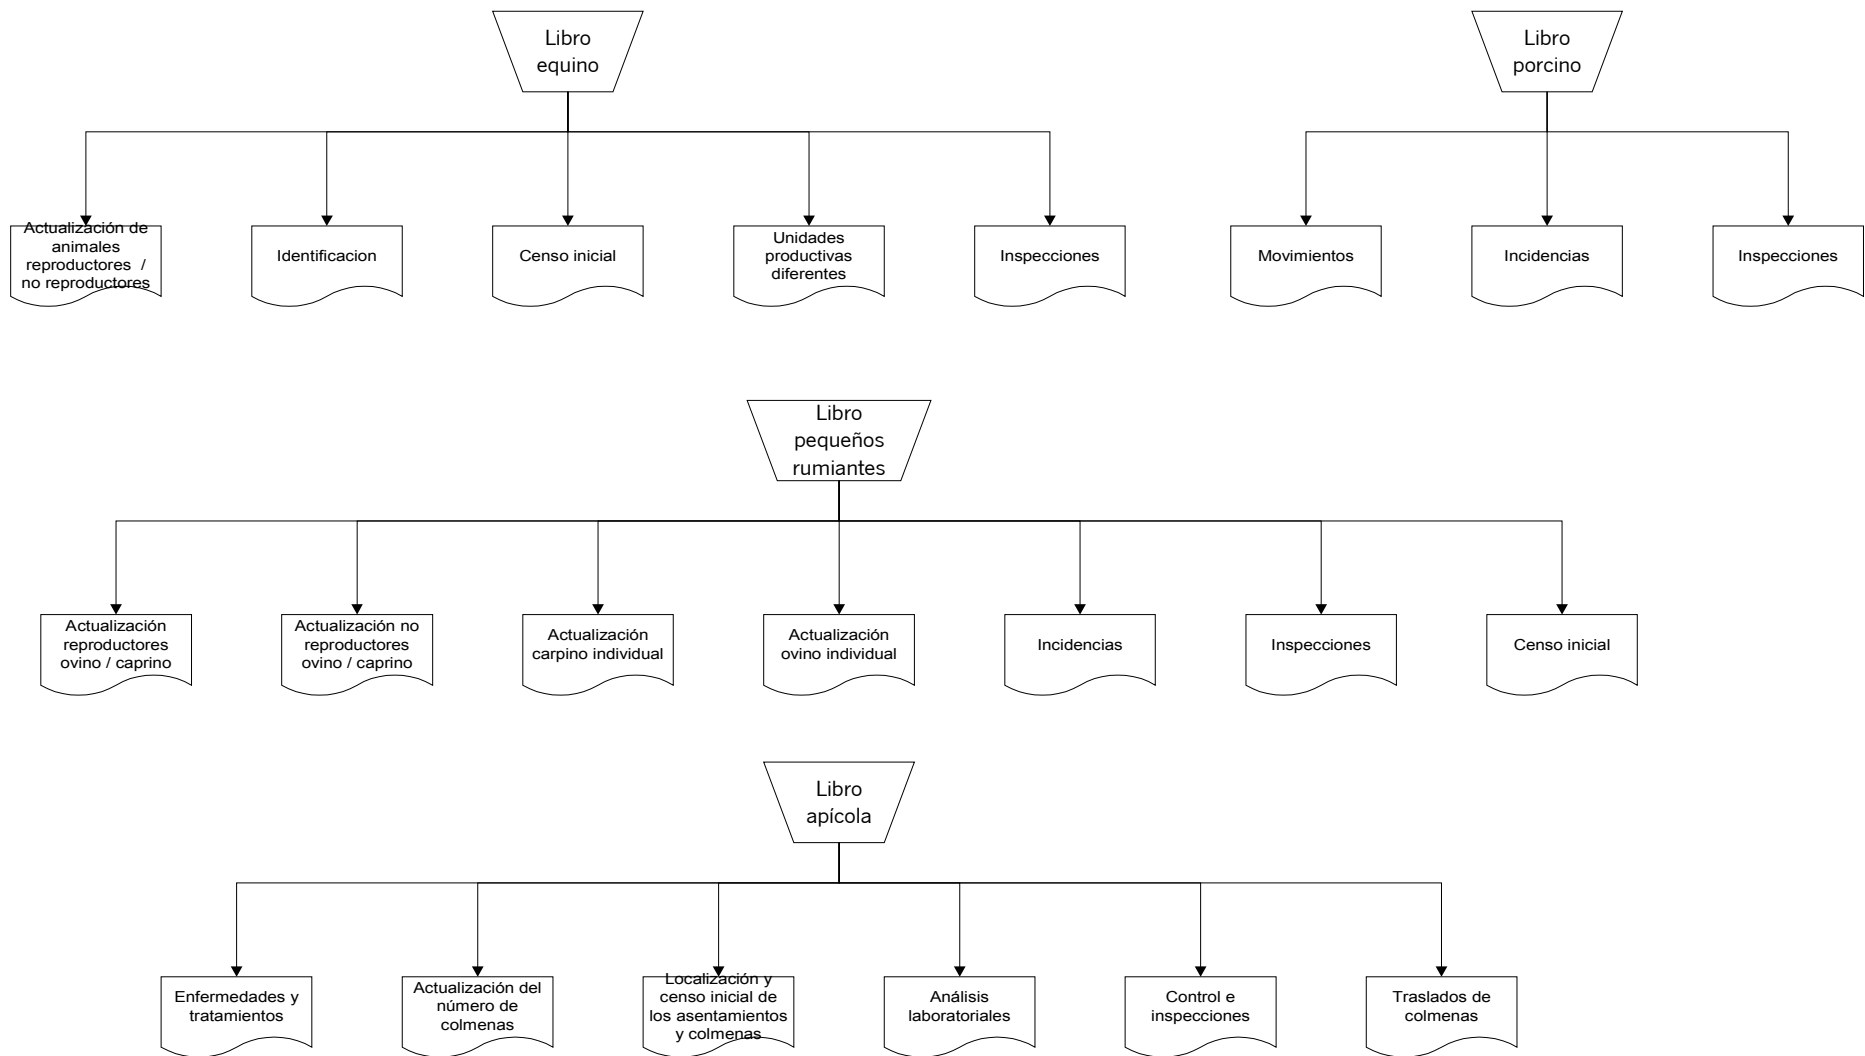 Libro
equino
Libro
porcino
Actualización de
animales
reproductores /
no reproductores
Identificacion
Censo inicial
Unidades
productivas
diferentes
Inspecciones
Movimientos
Incidencias
Inspecciones
Libro
pequeños
rumiantes
Actualización
reproductores
ovino / caprino
Actualización no
reproductores
ovino / caprino
Actualización
carpino individual
Actualización
ovino individual
Incidencias
Inspecciones
Censo inicial
Libro
apícola
Enfermedades y
tratamientos
Actualización del
número de
colmenas
Localización y
censo inicial de
los asentamientos
y colmenas
Análisis
laboratoriales
Control e
inspecciones
Traslados de
colmenas